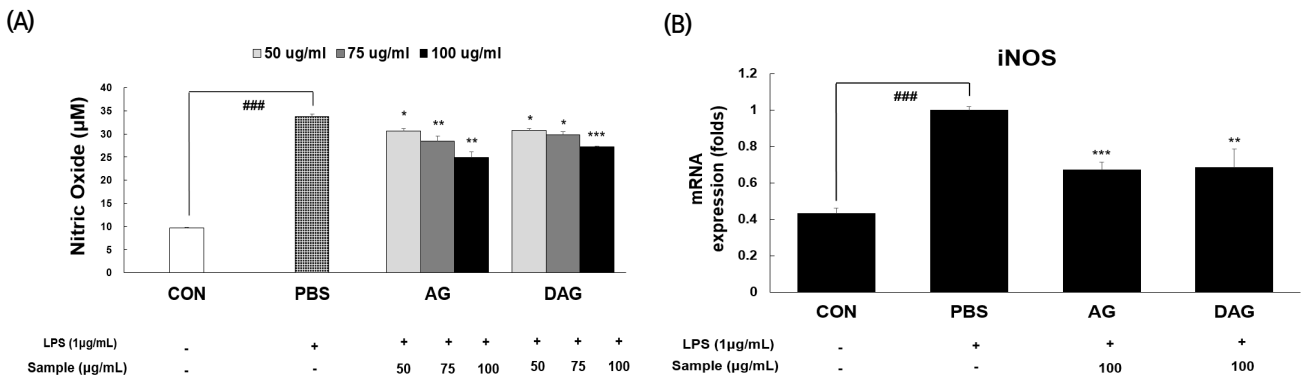 (A)
50 ug/ml 75 ug/ml 100 ug/ml
Nitric Oxide (μM)
40
35
30
25
20
15
10
5
0
###
* ** ** * * ***
CON PBS AG DAG
LPS (1μg/mL) - + + + + + + +
Sample (μg/mL) - - 50 75 100 50 75 100
(B)
iNOS
mRNA
expression (folds)
1.2
1
0.8
0.6
0.4
0.2
0
###
*** **
CON PBS AG DAG
LPS (1μg/mL) - + + +
Sample (μg/mL) - - 100 100